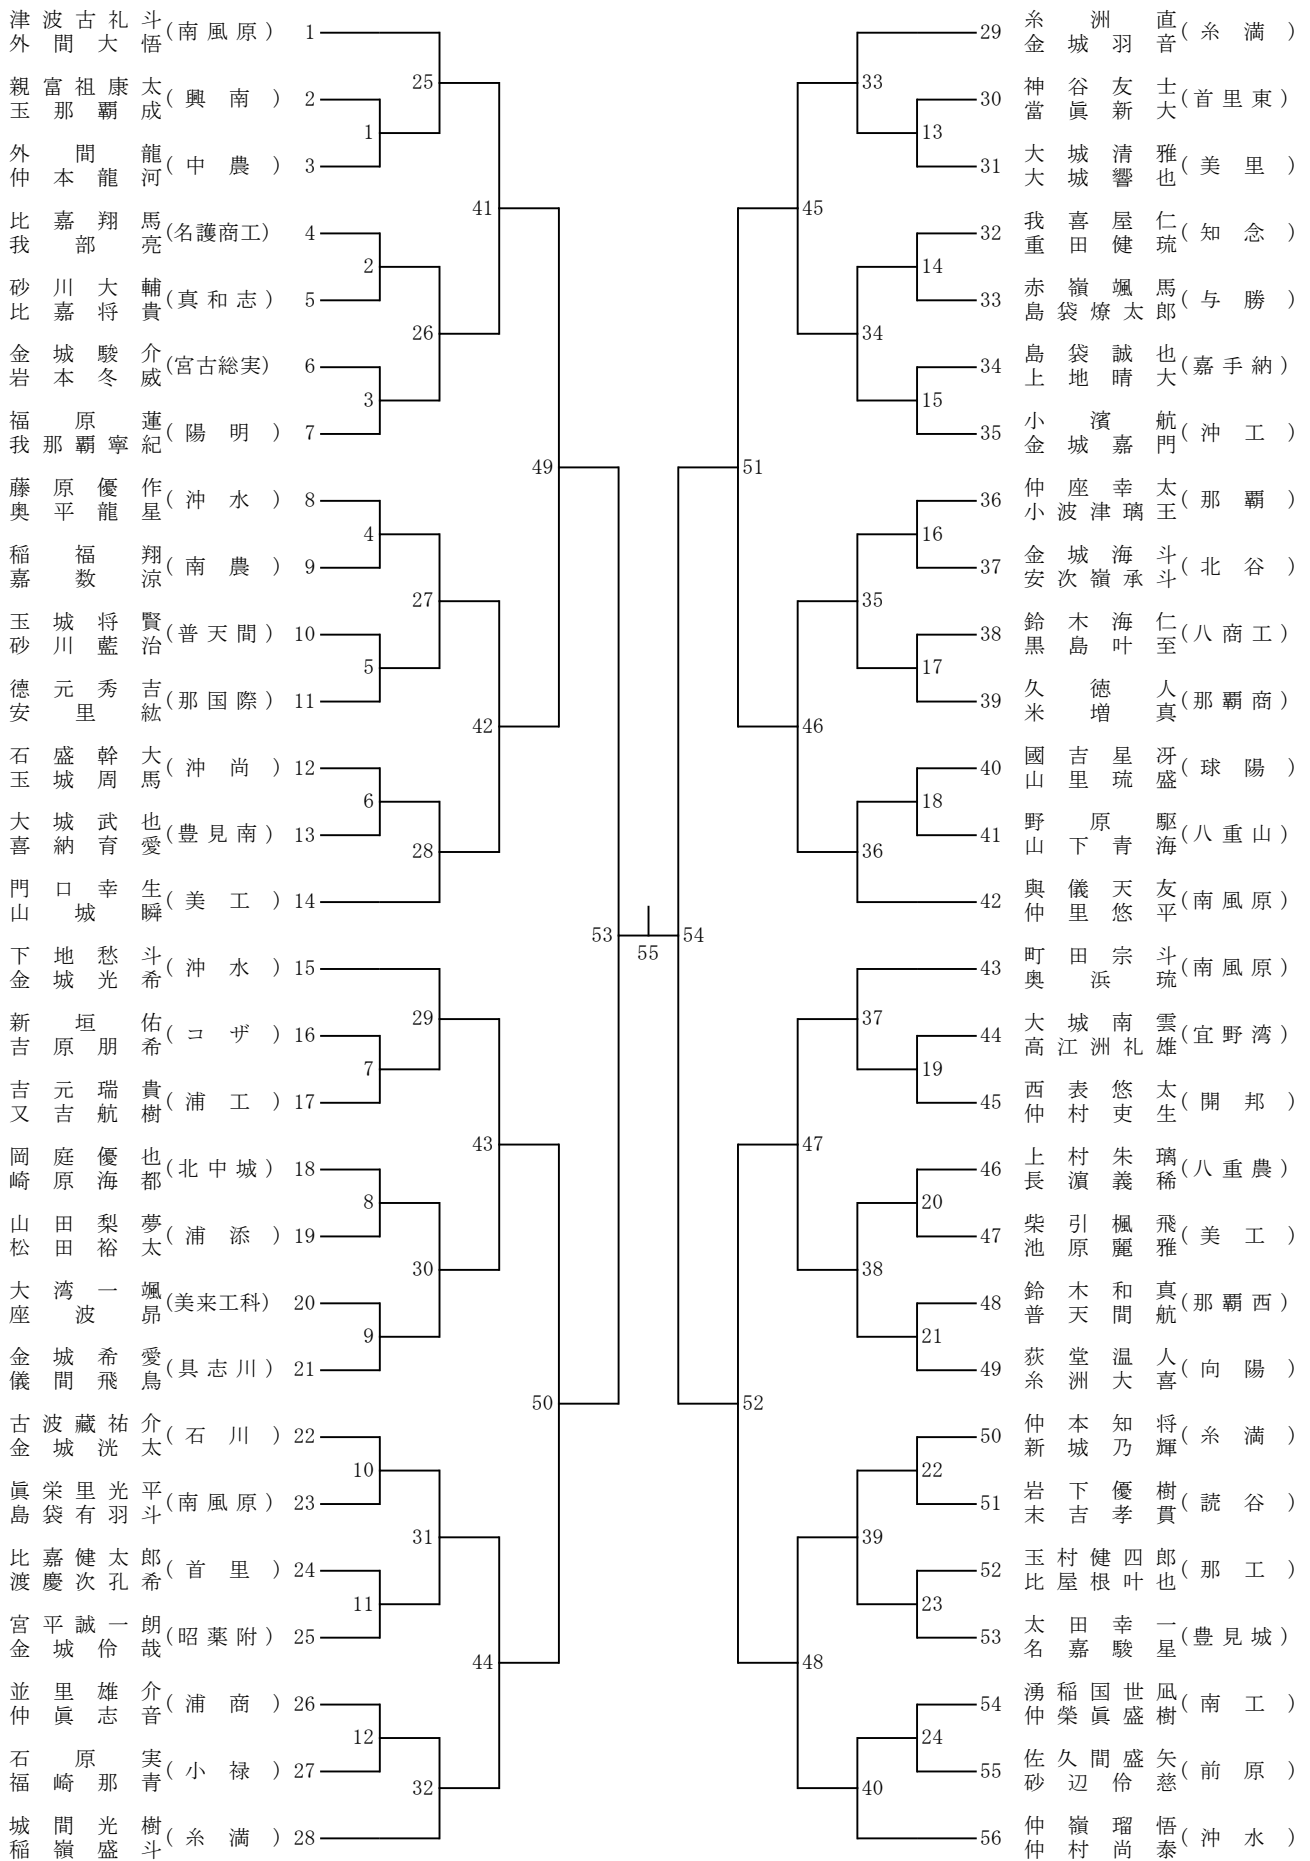 津波古礼斗
外間大悟
(南風原) 1
親富祖康太
玉那覇成
(興南) 2
外間龍
仲本龍河
(中農) 3
比嘉翔馬
我部亮
(名護商工) 4
砂川大輔
比嘉将貴
(真和志) 5
金城駿介
岩本冬威
(宮古総実) 6
福原蓮
我那覇寧紀
(陽明) 7
藤原優作
奥平龍星
(沖水) 8
稲福翔
嘉数涼
(南農) 9
玉城将賢
砂川藍治
(普天間) 10
德元秀吉
安里紘
(那国際) 11
石盛幹大
玉城周馬
(沖尚) 12
大城武也
喜納育愛
(豊見南) 13
門口幸生
山城瞬
(美工) 14
下地愁斗
金城光希
(沖水) 15
新垣佑
吉原朋希
(コザ) 16
吉元瑞貴
又吉航樹
(浦工) 17
岡庭優也
崎原海都
(北中城) 18
山田梨夢
松田裕太
(浦添) 19
大湾一颯
座波昴
(美来工科) 20
金城希愛
儀間飛鳥
(具志川) 21
古波藏祐介
金城洸太
(石川) 22
眞栄里光平
島袋有羽斗
(南風原) 23
比嘉健太郎
渡慶次孔希
(首里) 24
宮平誠一朗
金城伶哉
(昭薬附) 25
並里雄介
仲眞志音
(浦商) 26
石原実
福崎那青
(小禄) 27
城間光樹
稲嶺盛斗
(糸満) 28
1
2
3
4
5
6
7
8
9
10
11
12
25
26
27
28
29
30
31
32
41
42
43
44
49
50
53
55
54
51
52
45
46
47
48
33
34
35
36
37
38
39
40
13
14
15
16
17
18
19
20
21
22
23
24
29 糸洲直
金城羽音
(糸満)
30 神谷友士
當眞新大
(首里東)
31 大城清雅
大城響也
(美里)
32 我喜屋仁
重田健琉
(知念)
33 赤嶺颯馬
島袋燎太郎
(与勝)
34 島袋誠也
上地晴大
(嘉手納)
35 小濱航
金城嘉門
(沖工)
36 仲座幸太
小波津璃王
(那覇)
37 金城海斗
安次嶺承斗
(北谷)
38 鈴木海仁
黒島叶至
(八商工)
39 久徳人
米増真
(那覇商)
40 國吉星冴
山里琉盛
(球陽)
41 野原駆
山下青海
(八重山)
42 與儀天友
仲里悠平
(南風原)
43 町田宗斗
奥浜琉
(南風原)
44 大城南雲
高江洲礼雄
(宜野湾)
45 西表悠太
仲村吏生
(開邦)
46 上村朱璃
長濵義稀
(八重農)
47 柴引楓飛
池原麗雅
(美工)
48 鈴木和真
普天間航
(那覇西)
49 荻堂温人
糸洲大喜
(向陽)
50 仲本知将
新城乃輝
(糸満)
51 岩下優樹
末吉孝貫
(読谷)
52 玉村健四郎
比屋根叶也
(那工)
53 太田幸一
名嘉駿星
(豊見城)
54 湧稲国世凪
仲榮眞盛樹
(南工)
55 佐久間盛矢
砂辺伶慈
(前原)
56 仲嶺瑠悟
仲村尚泰
(沖水)